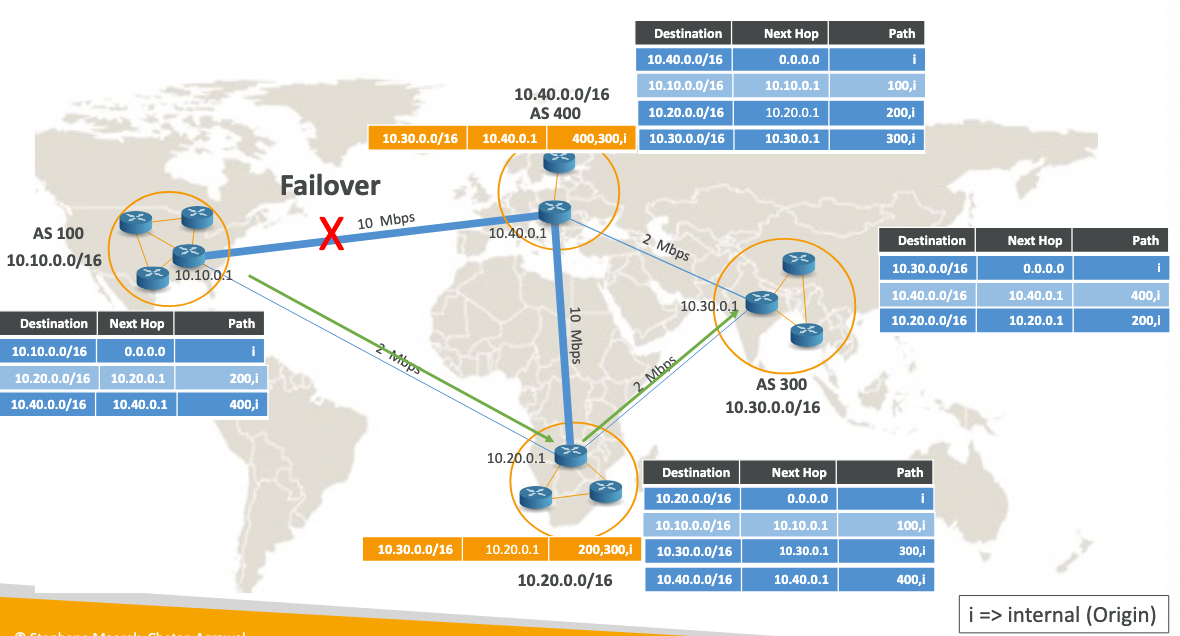 Destination Next Hop Path
10.40.0.0/16 0.0.0.0 i
10.10.0.0/16 10.10.0.1 100,i
10.20.0.0/16 10.20.0.1 200,i
10.30.0.0/16 10.30.0.1 300,i
10.40.0.0/16
AS 400
10.30.0.0/16 10.40.0.1 400,300,i
Failover
X
10 Mbps
10.40.0.1
AS 100
10.10.0.0/16
10.10.0.1
2 Mbps
10.30.0.1
Destination Next Hop Path
10.30.0.0/16 0.0.0.0 i
10.40.0.0/16 10.40.0.1 400,i
10.20.0.0/16 10.20.0.1 200,i
Destination Next Hop Path
10.10.0.0/16 0.0.0.0 i
10.20.0.0/16 10.20.0.1 200,i
10.40.0.0/16 10.40.0.1 400,i
2 Mbps
10 Mbps
2 Mbps
AS 300
10.30.0.0/16
10.20.0.1
Destination Next Hop Path
10.20.0.0/16 0.0.0.0 i
10.10.0.0/16 10.10.0.1 100,i
10.30.0.0/16 10.30.0.1 300,i
10.40.0.0/16 10.40.0.1 400,i
10.30.0.0/16 10.20.0.1 200,300,i
10.20.0.0/16
i => internal (Origin)